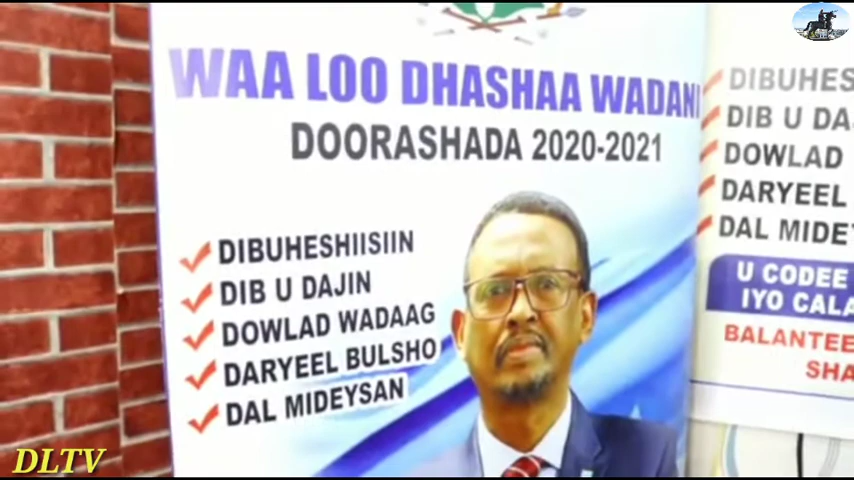 WAA LOO DHASHAA WADANI
DOORASHADA 2020-2021
DIBUHESHIISIIN
DIB U DAJIN
DOWLAD WADAAG
DARYEEL BULSHO
DAL MIDEYSAN
DIBUHES
DIB U DA
DOWLAD
DARYEEL
DAL MIDE
U CODEE
IYO CALA
BALANTEE
SHA
DLTV